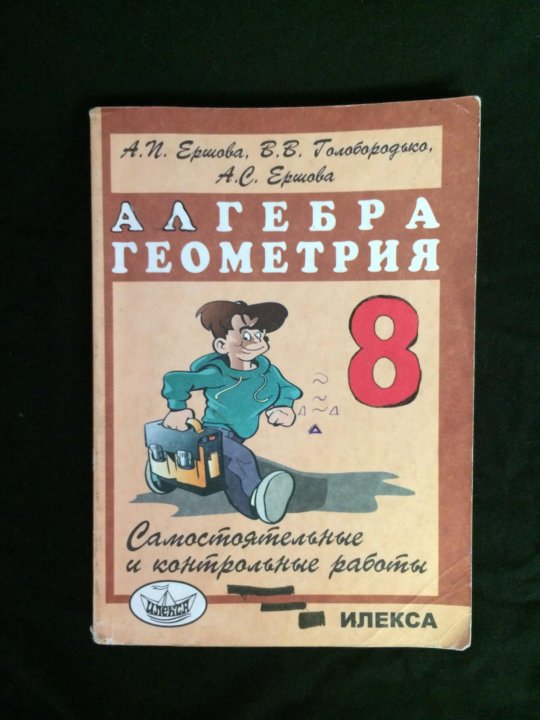 А.П. Ершова, В.В. Голобородько,
А.С. Ершова
АЛГЕБРА
ГЕОМЕТРИЯ
8
Самостоятельные
и контрольные работы
ИЛЕКСА
ИЛЕКСА